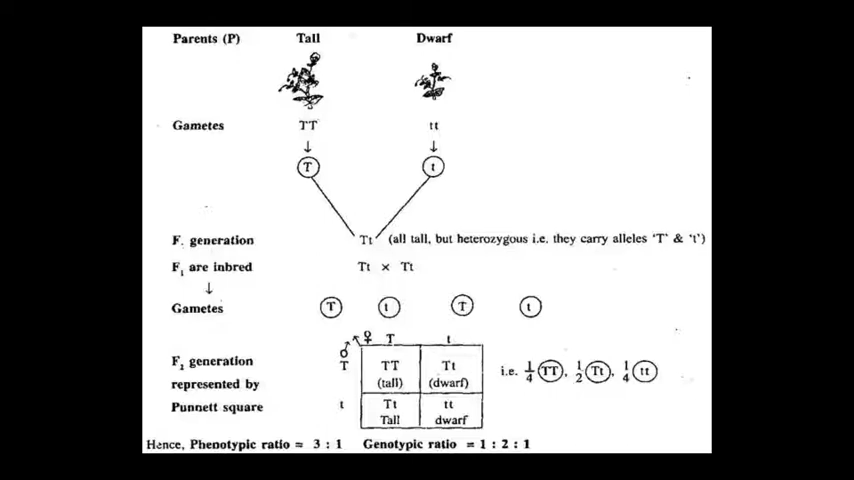 Parents (P) Tall Dwarf
Gametes TT tt
↓ ↓
T t
F. generation Tt (all tall, but heterozygous i.e. they carry alleles 'T' & 't')
F₁ are inbred Tt × Tt
↓
Gametes T t T t
♂ ♀ T t
F₂ generation T TT Tt i.e. 1/4 TT, 1/2 Tt, 1/4 tt
represented by (tall) (dwarf)
Punnett square t Tt tt
Tall dwarf
Hence, Phenotypic ratio = 3 : 1 Genotypic ratio = 1 : 2 : 1